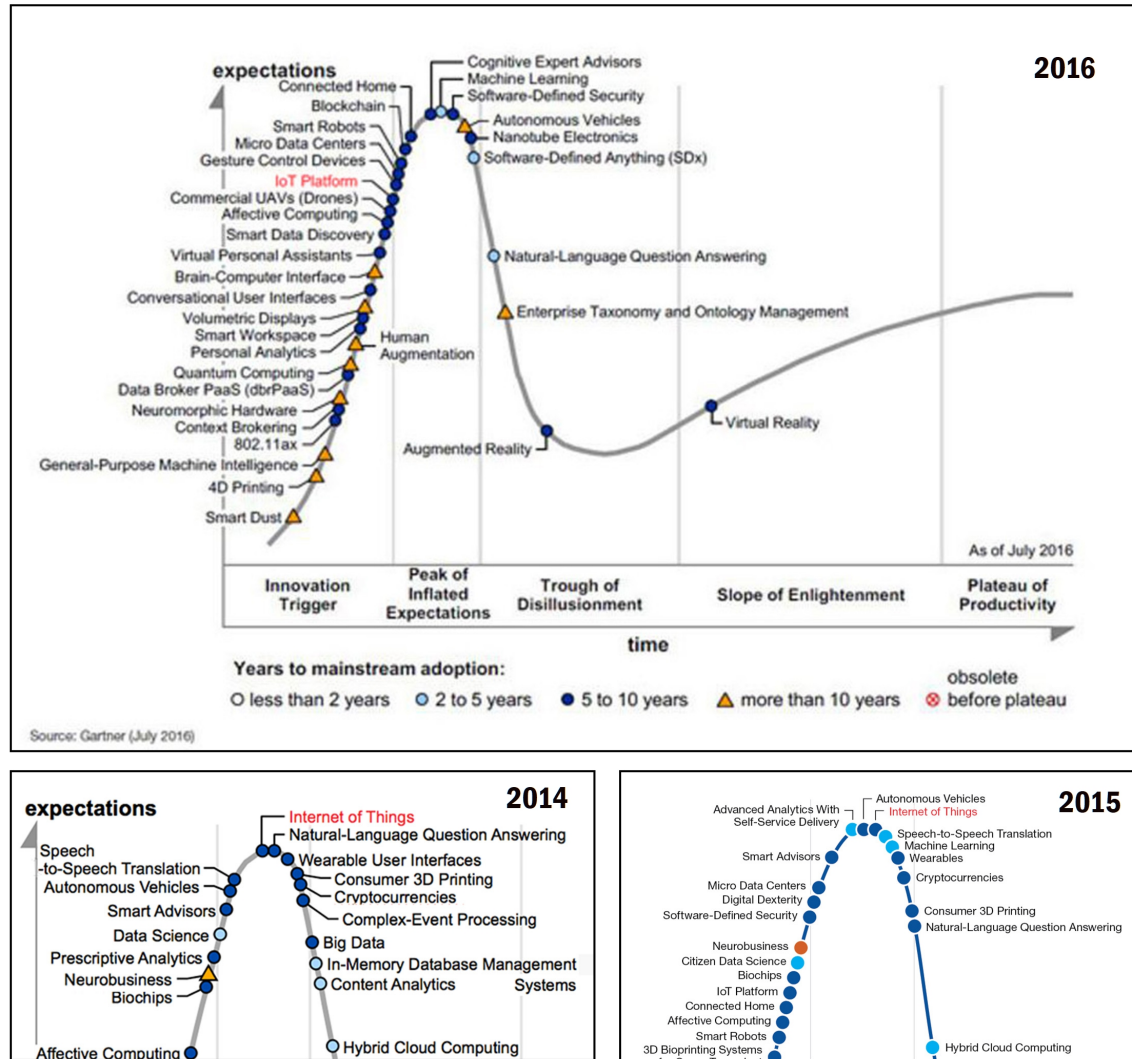 2016
expectations
Cognitive Expert Advisors
Machine Learning
Software-Defined Security
Autonomous Vehicles
Nanotube Electronics
Software-Defined Anything (SDx)
Connected Home
Blockchain
Smart Robots
Micro Data Centers
Gesture Control Devices
IoT Platform
Commercial UAVs (Drones)
Affective Computing
Smart Data Discovery
Virtual Personal Assistants
Brain-Computer Interface
Conversational User Interfaces
Volumetric Displays
Smart Workspace
Personal Analytics
Human
Augmentation
Quantum Computing
Data Broker PaaS (dbrPaaS)
Neuromorphic Hardware
Context Brokering
802.11ax
General-Purpose Machine Intelligence
4D Printing
Smart Dust
Natural-Language Question Answering
Enterprise Taxonomy and Ontology Management
Augmented Reality
Virtual Reality
As of July 2016
Innovation
Trigger
Peak of
Inflated
Expectations
Trough of
Disillusionment
Slope of Enlightenment
Plateau of
Productivity
time
Years to mainstream adoption:
less than 2 years
2 to 5 years
5 to 10 years
more than 10 years
obsolete
before plateau
Source: Gartner (July 2016)
2014
expectations
Internet of Things
Natural-Language Question Answering
Speech
-to-Speech Translation
Autonomous Vehicles
Smart Advisors
Data Science
Prescriptive Analytics
Neurobusiness
Biochips
Affective Computing
Wearable User Interfaces
Consumer 3D Printing
Cryptocurrencies
Complex-Event Processing
Big Data
In-Memory Database Management
Systems
Content Analytics
Hybrid Cloud Computing
2015
Advanced Analytics With
Self-Service Delivery
Autonomous Vehicles
Internet of Things
Speech-to-Speech Translation
Machine Learning
Wearables
Cryptocurrencies
Consumer 3D Printing
Natural-Language Question Answering
Hybrid Cloud Computing
Smart Advisors
Micro Data Centers
Digital Dexterity
Software-Defined Security
Neurobusiness
Citizen Data Science
Biochips
IoT Platform
Connected Home
Affective Computing
Smart Robots
3D Bioprinting Systems